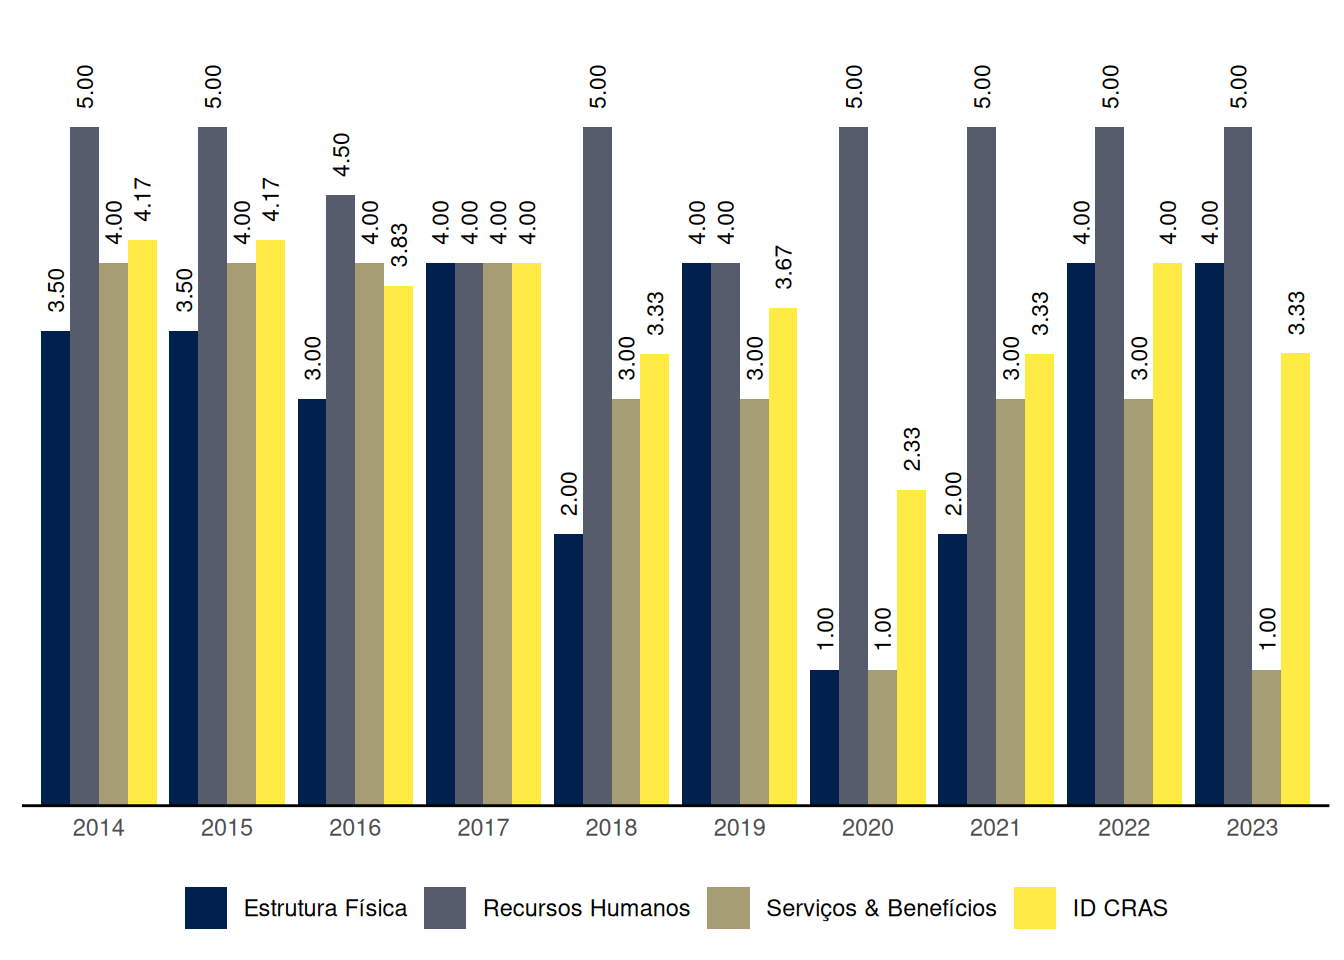 3.50 5.00 4.00 4.17
3.50 5.00 4.00 4.17
3.00 4.50 4.00 3.83
4.00 4.00 4.00 4.00
2.00 5.00 3.00 3.33
4.00 4.00 3.00 3.67
1.00 5.00 1.00 2.33
2.00 5.00 3.00 3.33
4.00 5.00 3.00 4.00
4.00 5.00 1.00 3.33
2014 2015 2016 2017 2018 2019 2020 2021 2022 2023
Estrutura Física Recursos Humanos Serviços & Benefícios ID CRAS